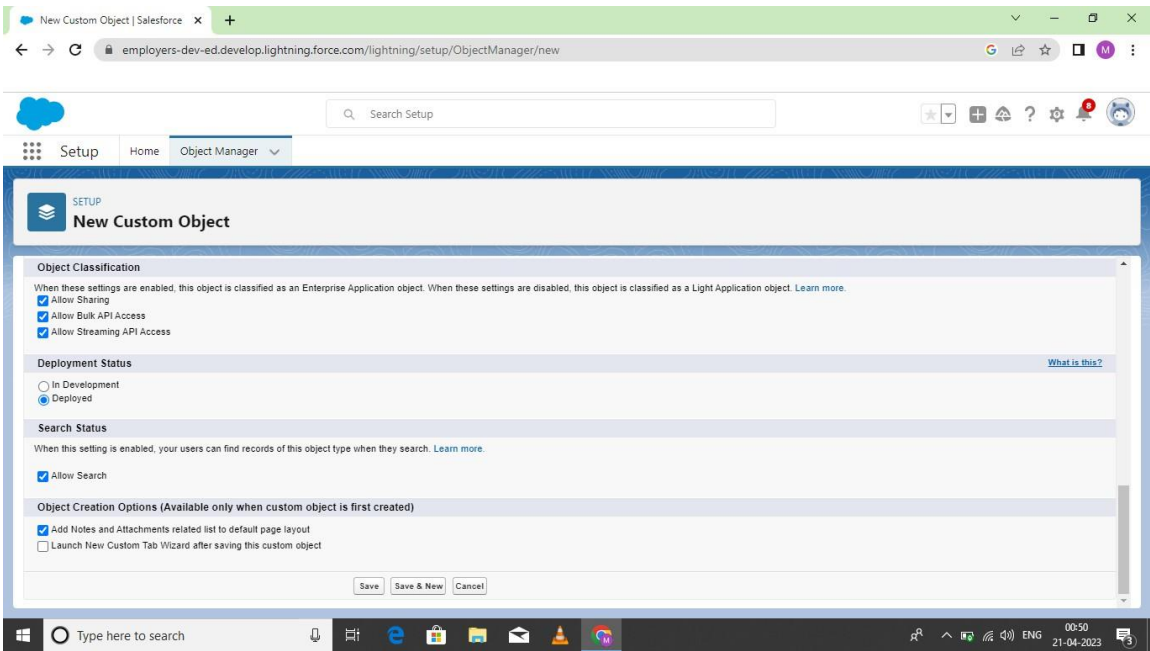 New Custom Object | Salesforce
employers-dev-ed.develop.lightning.force.com/lightning/setup/ObjectManager/new
G
M
Search Setup
8
Setup Home Object Manager
SETUP
New Custom Object
Object Classification
When these settings are enabled, this object is classified as an Enterprise Application object. When these settings are disabled, this object is classified as a Light Application object. Learn more.
Allow Sharing
Allow Bulk API Access
Allow Streaming API Access
Deployment Status What is this?
In Development
Deployed
Search Status
When this setting is enabled, your users can find records of this object type when they search. Learn more.
Allow Search
Object Creation Options (Available only when custom object is first created)
Add Notes and Attachments related list to default page layout
Launch New Custom Tab Wizard after saving this custom object
Save Save & New Cancel
Type here to search
ENG
00:50
21-04-2023
3